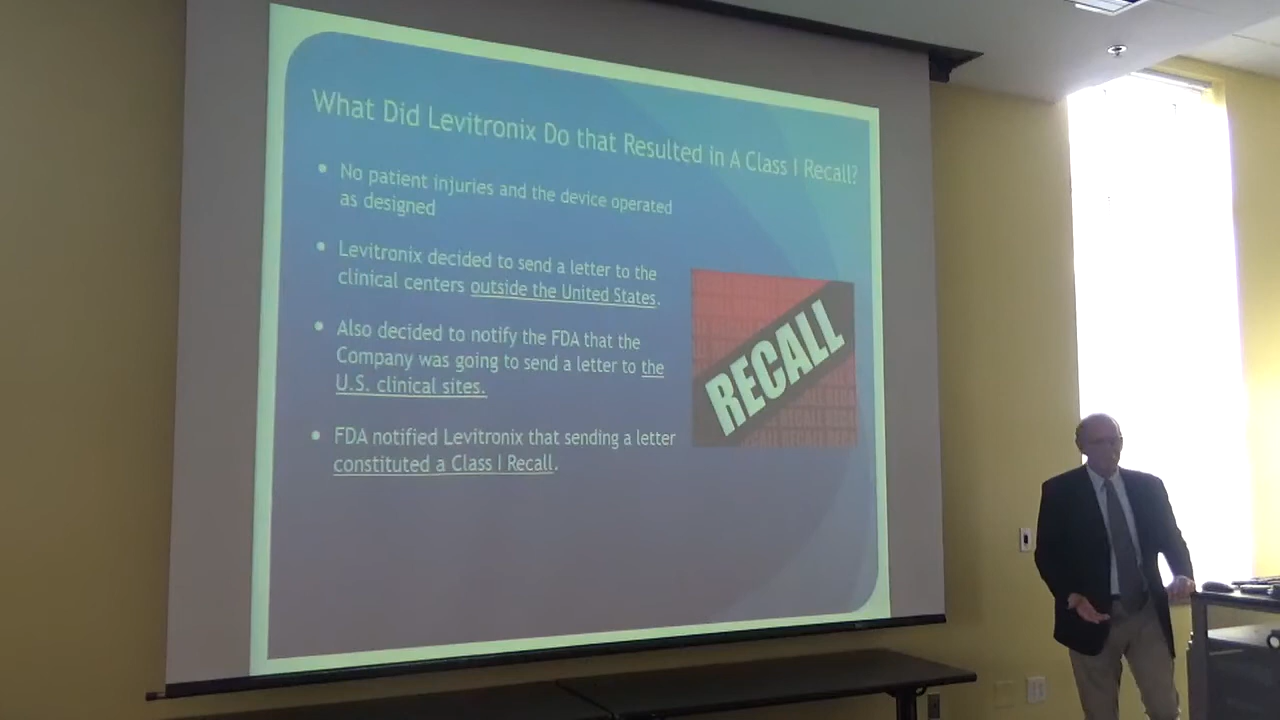 What Did Levitronix Do that Resulted in A Class I Recall?
• No patient injuries and the device operated
as designed
• Levitronix decided to send a letter to the
clinical centers outside the United States.
• Also decided to notify the FDA that the
Company was going to send a letter to the
U.S. clinical sites.
• FDA notified Levitronix that sending a letter
constituted a Class I Recall.
RECALL